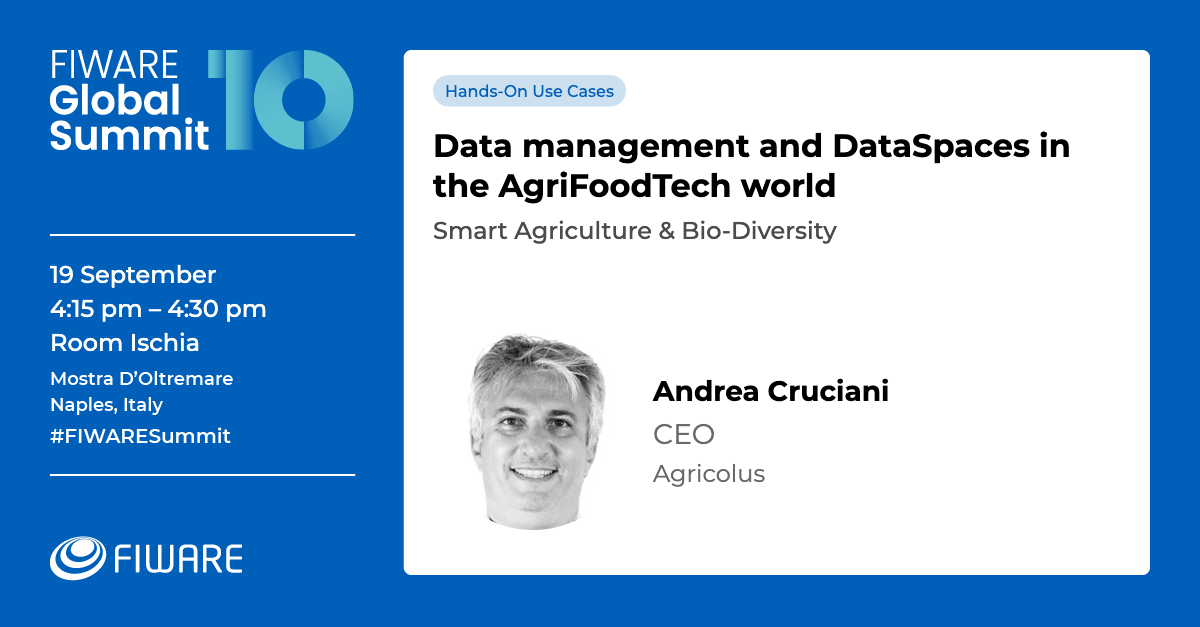 FIWARE
Global
Summit
10
19 September
4:15 pm – 4:30 pm
Room Ischia
Mostra D’Oltremare
Naples, Italy
#FIWARESummit
FIWARE
Hands-On Use Cases
Data management and DataSpaces in
the AgriFoodTech world
Smart Agriculture & Bio-Diversity
Andrea Cruciani
CEO
Agricolus